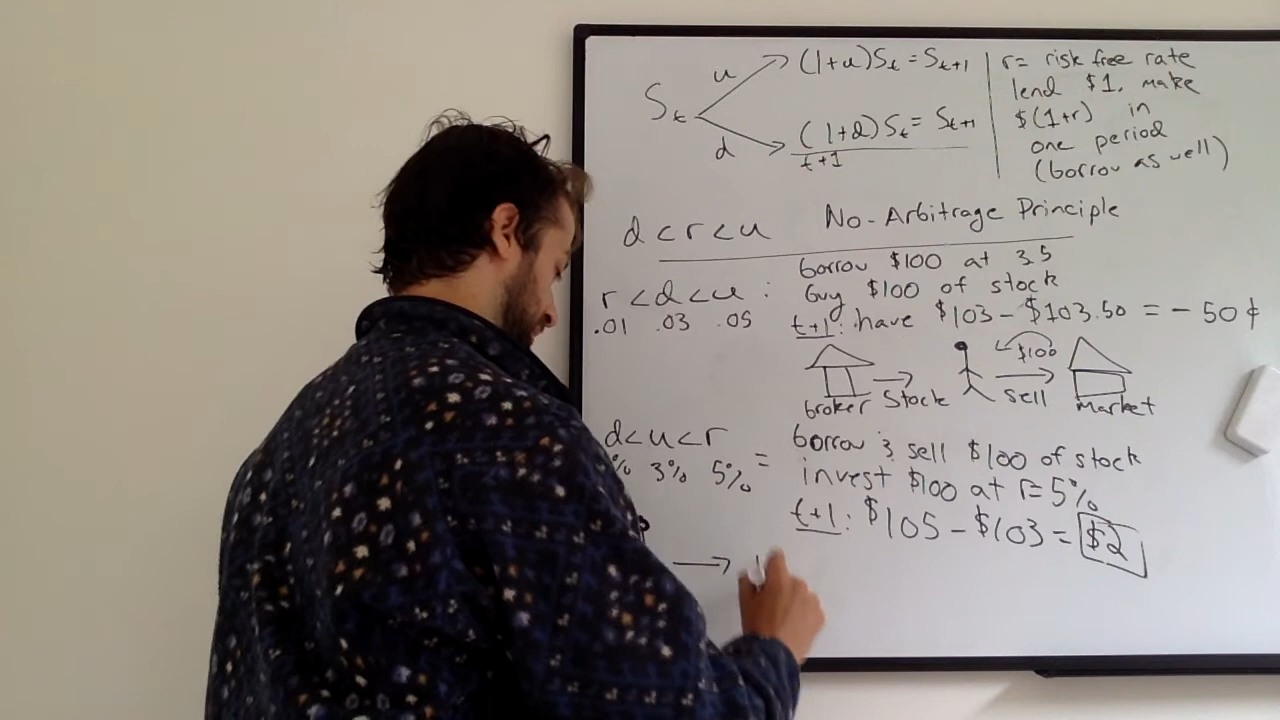 u (1+u)S_t = S_t+1
S_t
d (1+d)S_t = S_t+1
t+1
r = risk free rate
lend $1, make
$(1+r) in
one period
(borrow as well)
d < r < u No-Arbitrage Principle
borrow $100 at 3.5
r < d < u : buy $100 of stock
.01 .03 .05 t+1: have $103 - $103.50 = - 50¢
$100
broker stock sell market
d < u < r borrow & sell $100 of stock
% 3% 5% = invest $100 at r=5%
t+1: $105 - $103 = $2